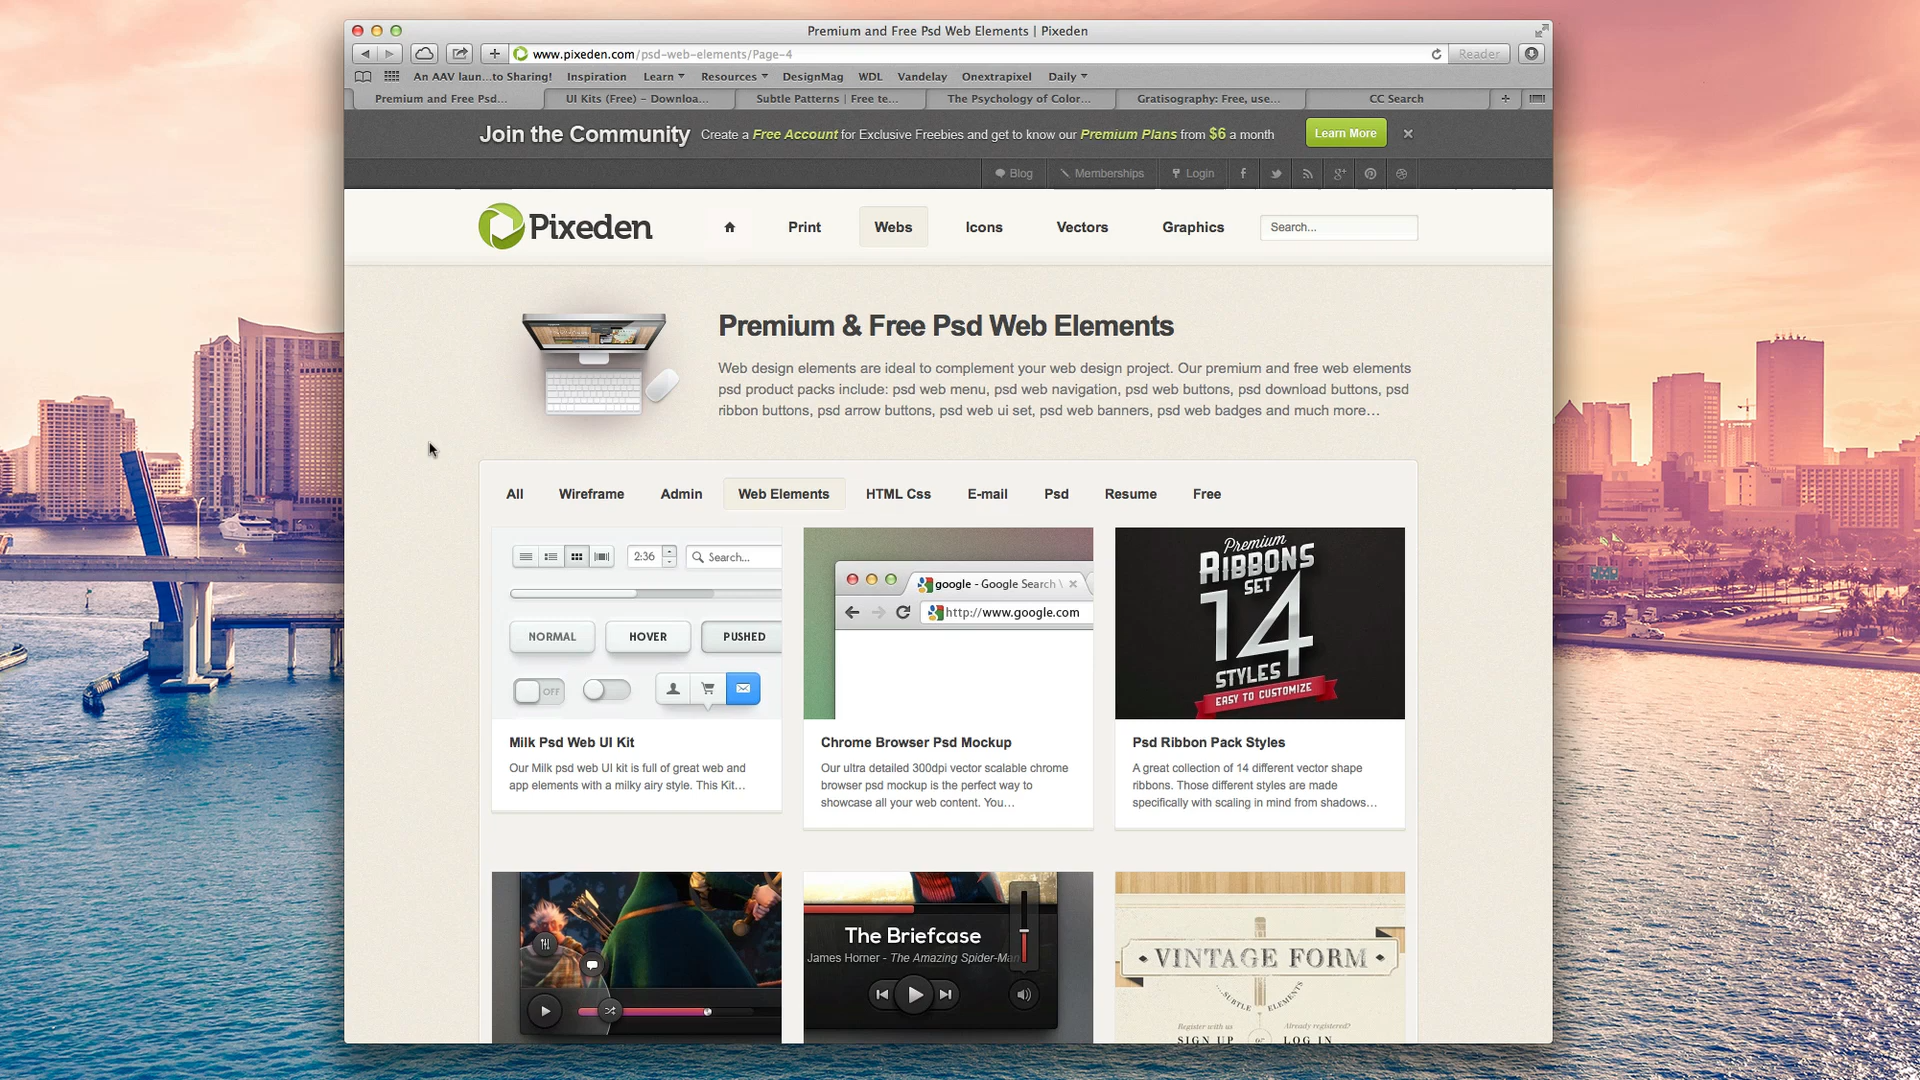 Premium and Free Psd Web Elements | Pixeden
www.pixeden.com/psd-web-elements/Page-4
Reader
An AAV laun...to Sharing! Inspiration Learn Resources DesignMag WDL Vandelay Onextrapixel Daily
Premium and Free Psd... UI Kits (Free) – Downloa... Subtle Patterns | Free te... The Psychology of Color... Gratisography: Free, use... CC Search
Join the Community Create a Free Account for Exclusive Freebies and get to know our Premium Plans from $6 a month Learn More
Blog Memberships Login
Pixeden Print Webs Icons Vectors Graphics Search...
Premium & Free Psd Web Elements
Web design elements are ideal to complement your web design project. Our premium and free web elements
psd product packs include: psd web menu, psd web navigation, psd web buttons, psd download buttons, psd
ribbon buttons, psd arrow buttons, psd web ui set, psd web banners, psd web badges and much more…
All Wireframe Admin Web Elements HTML Css E-mail Psd Resume Free
2:36 Search...
NORMAL HOVER PUSHED
OFF
Milk Psd Web UI Kit
Our Milk psd web UI kit is full of great web and
app elements with a milky airy style. This Kit…
google - Google Search
http://www.google.com
Chrome Browser Psd Mockup
Our ultra detailed 300dpi vector scalable chrome
browser psd mockup is the perfect way to
showcase all your web content. You…
Premium
RIBBONS
SET
14
STYLES
EASY TO CUSTOMIZE
Psd Ribbon Pack Styles
A great collection of 14 different vector shape
ribbons. Those different styles are made
specifically with scaling in mind from shadows…
The Briefcase
James Horner - The Amazing Spider-Man
VINTAGE FORM
...SUBTLE ELEMENTS
Register with us Already registered?
SIGN UP or LOG IN